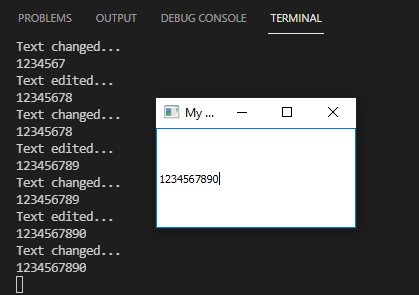 PROBLEMS OUTPUT DEBUG CONSOLE TERMINAL
Text changed...
1234567
Text edited...
12345678
Text changed...
12345678
Text edited...
123456789
Text changed...
123456789
Text edited...
1234567890
Text changed...
1234567890
My ...
1234567890